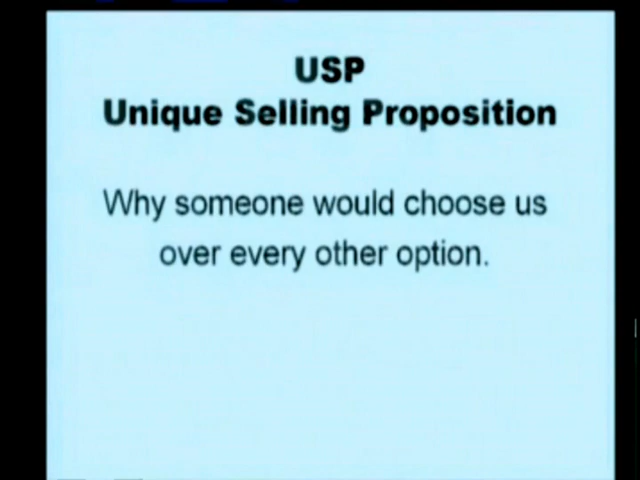 USP
Unique Selling Proposition
Why someone would choose us
over every other option.